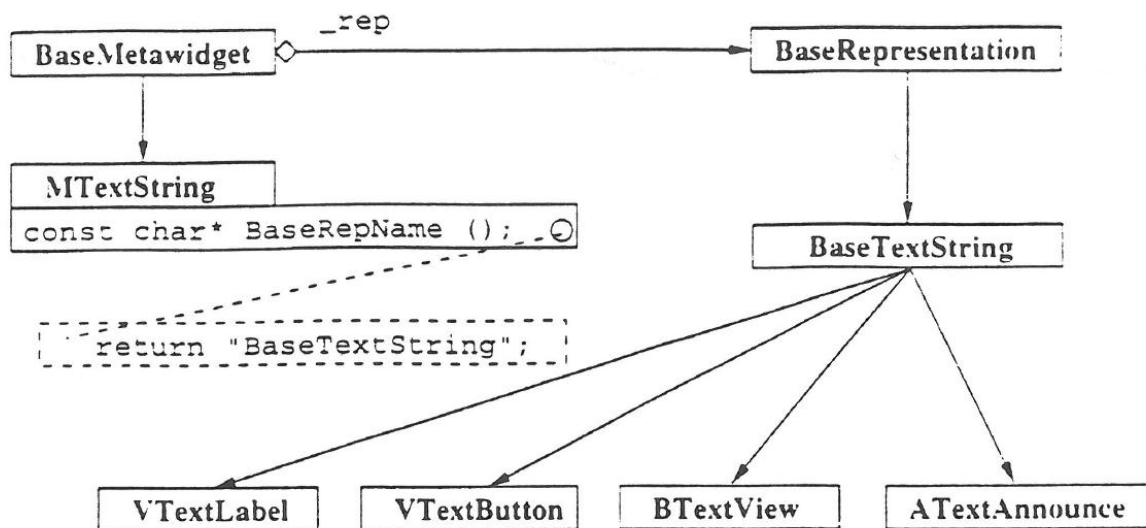 _rep
BaseMetawidget
BaseRepresentation
MTextString
const char* BaseRepName ();
BaseTextString
return "BaseTextString";
VTextLabel
VTextButton
BTextView
ATextAnnounce